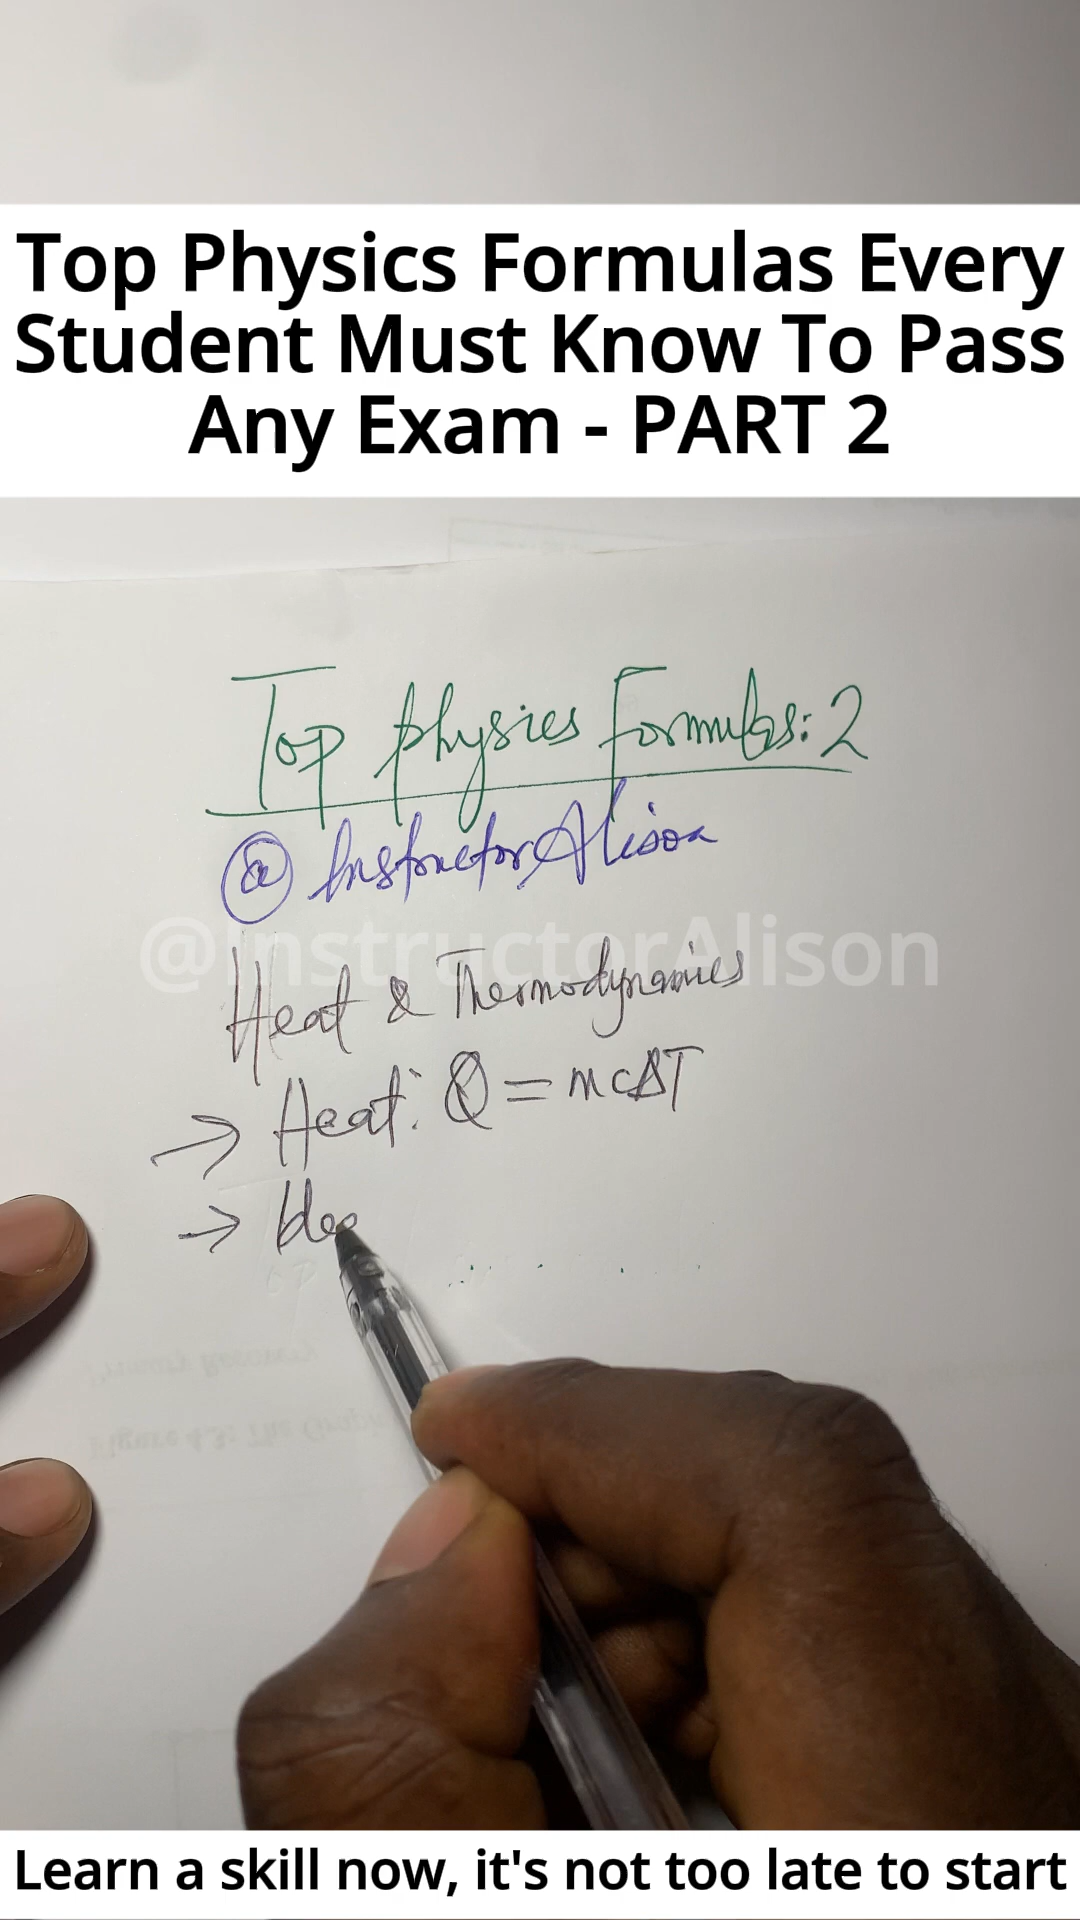 Top Physics Formulas Every
Student Must Know To Pass
Any Exam - PART 2
Top physics Formulas: 2
@ InstructorAlison
@InstructorAlison
Heat & Thermodynamics
→ Heat: Q = mcΔT
→ Idea
Learn a skill now, it's not too late to start